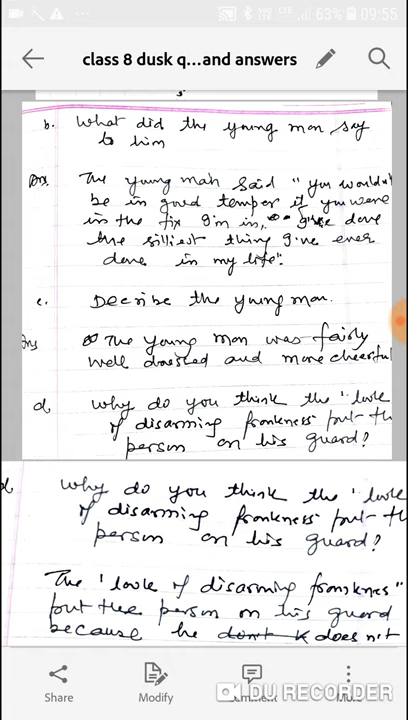 63% 09:55
class 8 dusk q...and answers
b. What did the young man say
to him
Ans The young man said "you wouldn't
be in good temper if you were
in the fix I'm in, I've done
the silliest thing I've ever
done in my life".
c. Decribe the young man.
Ans The young man was fairly
well dressed and more cheerful
d. Why do you think the "look
of disarming frankness" put the
person on his guard?
d. Why do you think the "look
of disarming frankness" put the
person on his guard?
The "look of disarming frankness"
put the person on his guard
because he don't K does not
Share Modify Comment More
DU RECORDER